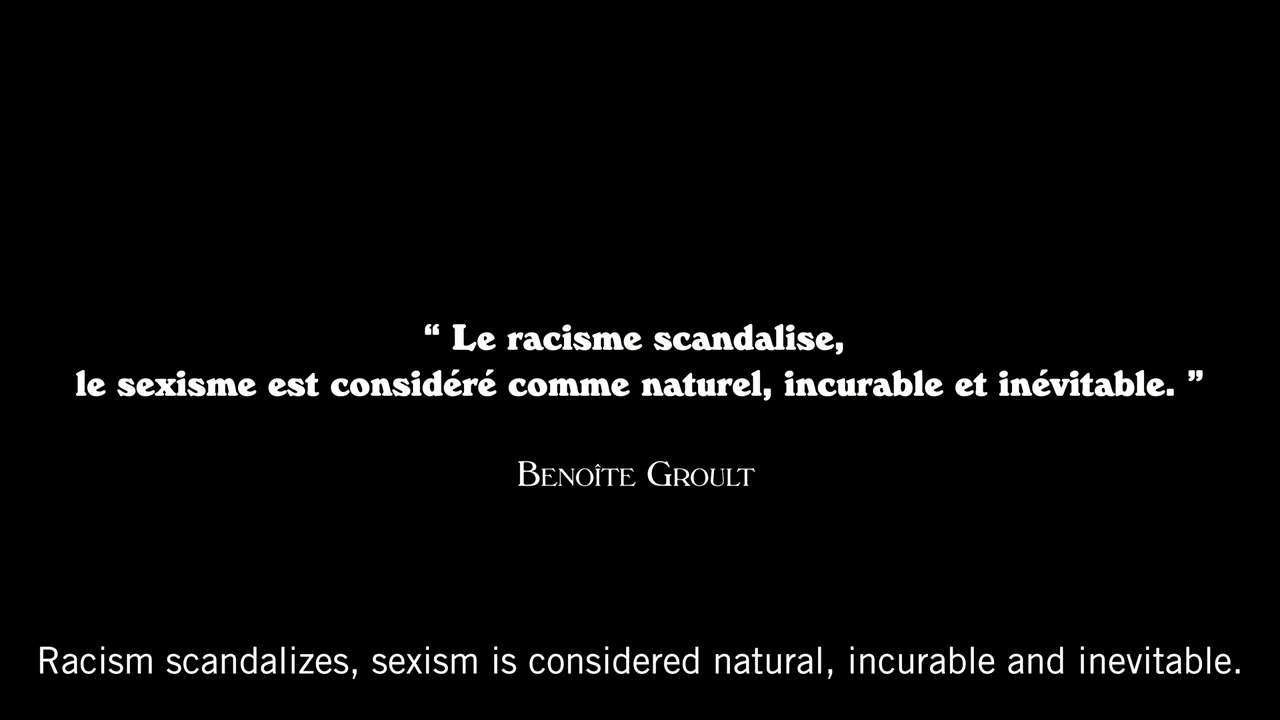 “ Le racisme scandalise,
le sexisme est considéré comme naturel, incurable et inévitable. ”
Benoîte Groult
Racism scandalizes, sexism is considered natural, incurable and inevitable.